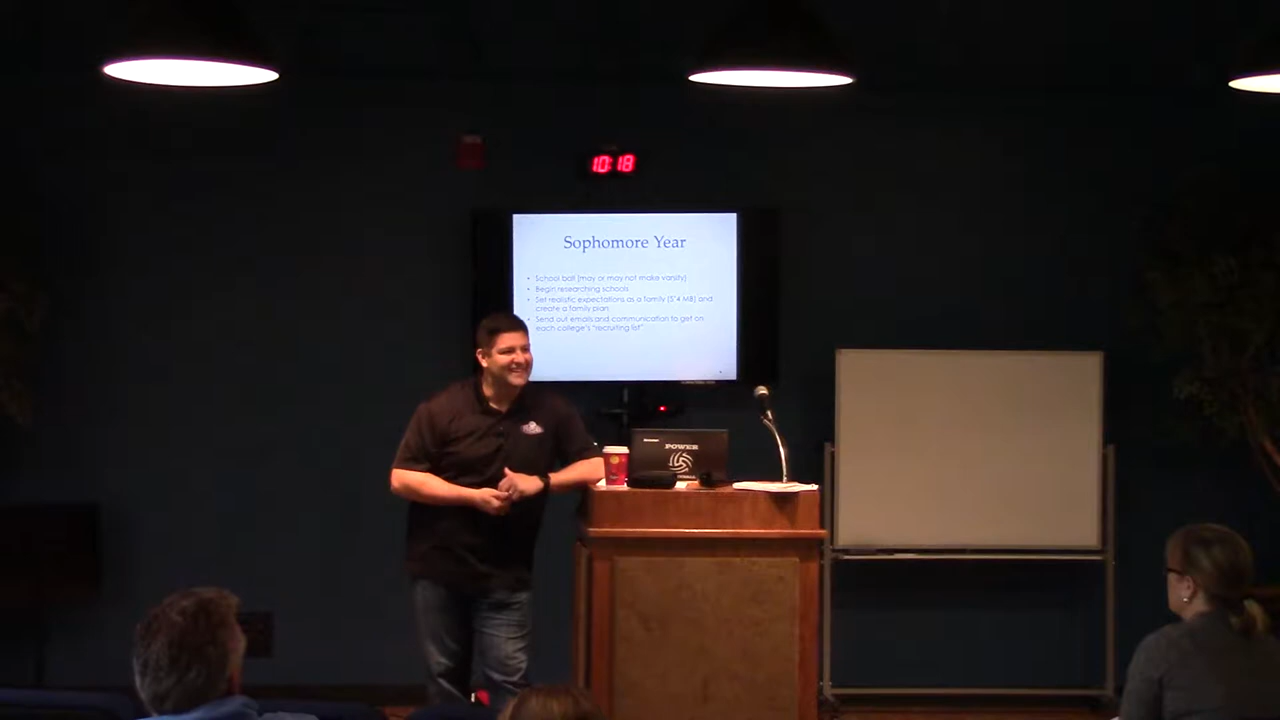 10:18
Sophomore Year
• School ball (may or may not make varsity)
• Begin researching schools
• Set realistic expectations as a family (5'4 MB) and
create a family plan
• Send out emails and communication to get on
each college's "recruiting list"
POWER